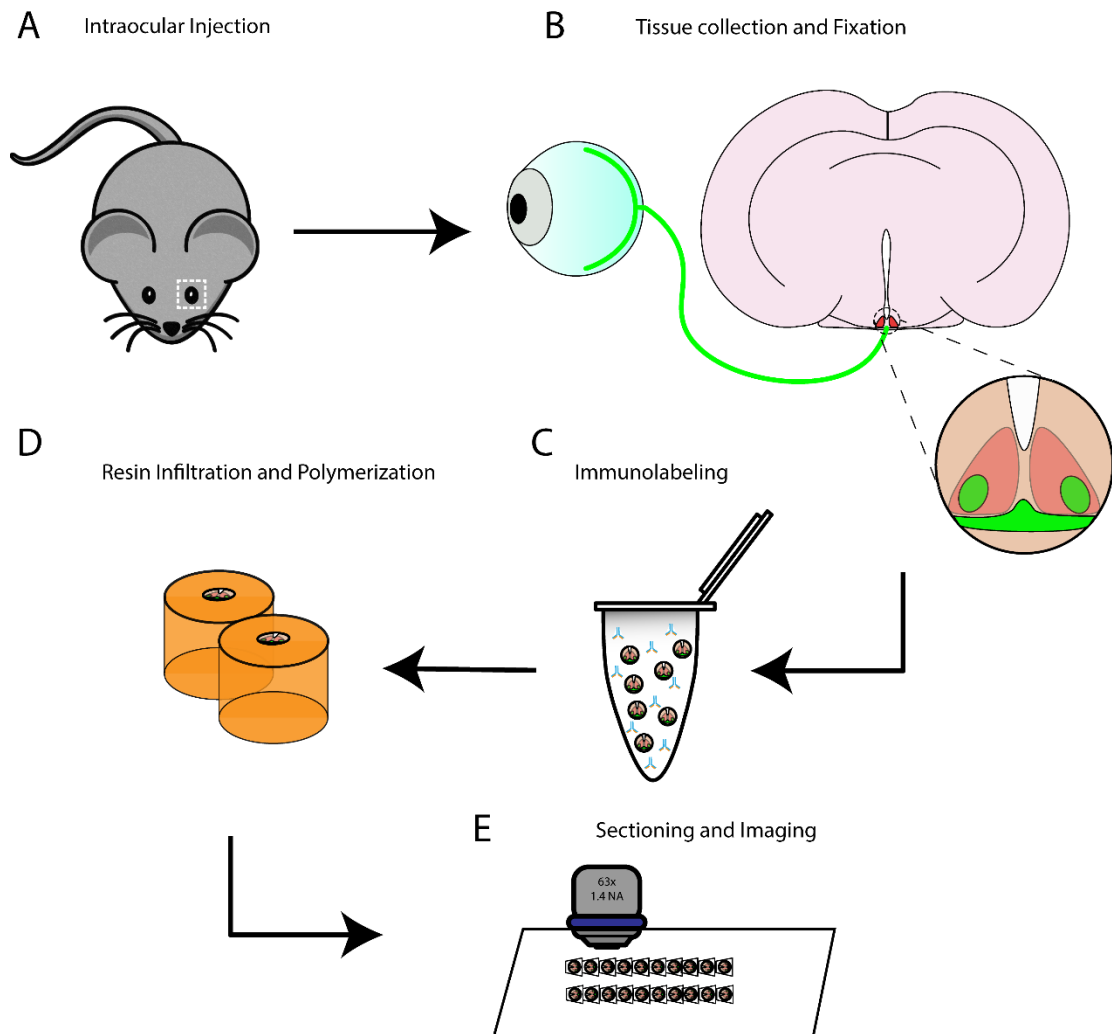 A Intraocular Injection
B Tissue collection and Fixation
D Resin Infiltration and Polymerization
C Immunolabeling
E Sectioning and Imaging
63x
1.4 NA